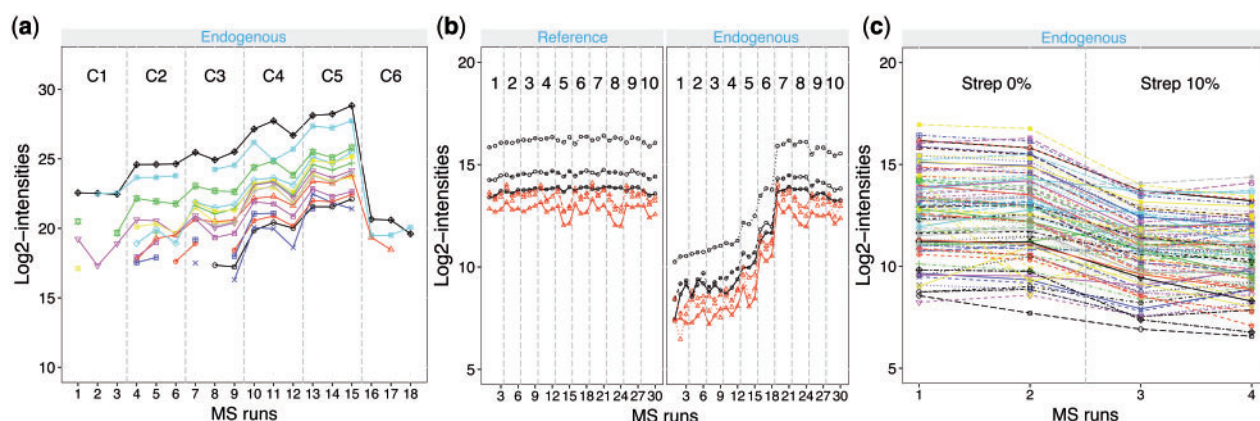 (a)
Endogenous
C1 C2 C3 C4 C5 C6
30
25
20
15
10
Log2−intensities
1 2 3 4 5 6 7 8 9 10 11 12 13 14 15 16 17 18
MS runs
(b)
Reference Endogenous
20
15
10
5
Log2−intensities
1 2 3 4 5 6 7 8 9 10
1 2 3 4 5 6 7 8 9 10
3 6 9 12 15 18 21 24 27 30
3 6 9 12 15 18 21 24 27 30
MS runs MS runs
(c)
Endogenous
Strep 0% Strep 10%
20
15
10
5
Log2−intensities
1 2 3 4
MS runs